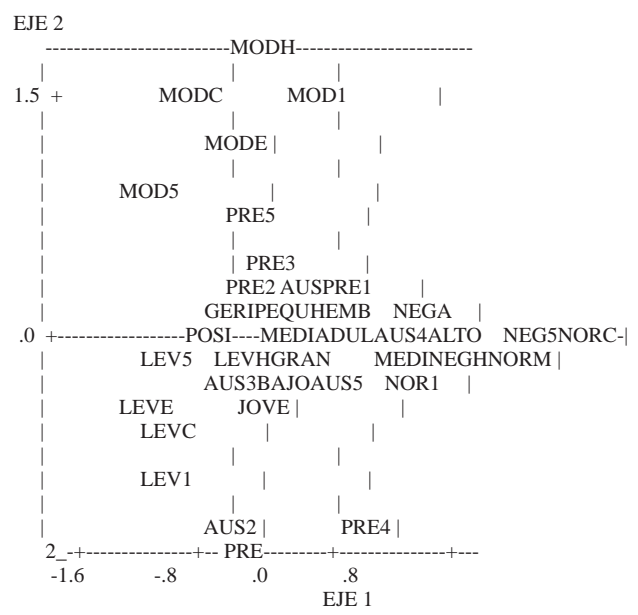 EJE 2
--------------------------MODH-------------------------
| | |
1.5 + MODC MOD1 |
| | |
| MODE | |
| | |
| MOD5 | |
| PRE5 |
| | |
| | PRE3 |
| PRE2 AUSPRE1 |
| GERIPEQUHEMB NEGA |
.0 +------------------POSI----MEDIADULAUS4ALTO NEG5NORC-|
| LEV5 LEVHGRAN MEDINEGHNORM |
| AUS3BAJOAUS5 NOR1 |
| LEVE JOVE | |
| LEVC | |
| | |
| LEV1 | |
| | |
| AUS2 | PRE4 |
2_-+----------------+-- PRE---------+---------------+---
-1.6 -.8 .0 .8
EJE 1